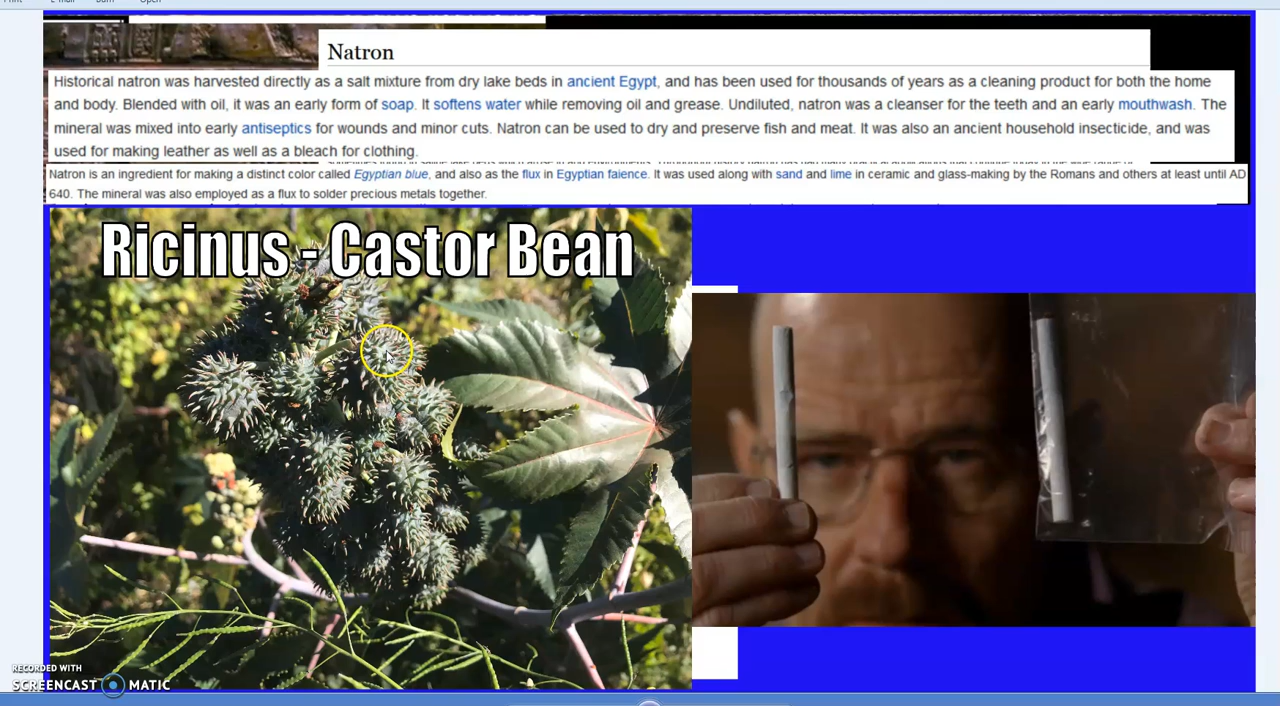 Print E-mail Burn Open
Natron
Historical natron was harvested directly as a salt mixture from dry lake beds in ancient Egypt, and has been used for thousands of years as a cleaning product for both the home
and body. Blended with oil, it was an early form of soap. It softens water while removing oil and grease. Undiluted, natron was a cleanser for the teeth and an early mouthwash. The
mineral was mixed into early antiseptics for wounds and minor cuts. Natron can be used to dry and preserve fish and meat. It was also an ancient household insecticide, and was
used for making leather as well as a bleach for clothing.
Natron is an ingredient for making a distinct color called Egyptian blue, and also as the flux in Egyptian faience. It was used along with sand and lime in ceramic and glass-making by the Romans and others at least until AD
640. The mineral was also employed as a flux to solder precious metals together.
Ricinus - Castor Bean
RECORDED WITH
SCREENCAST MATIC